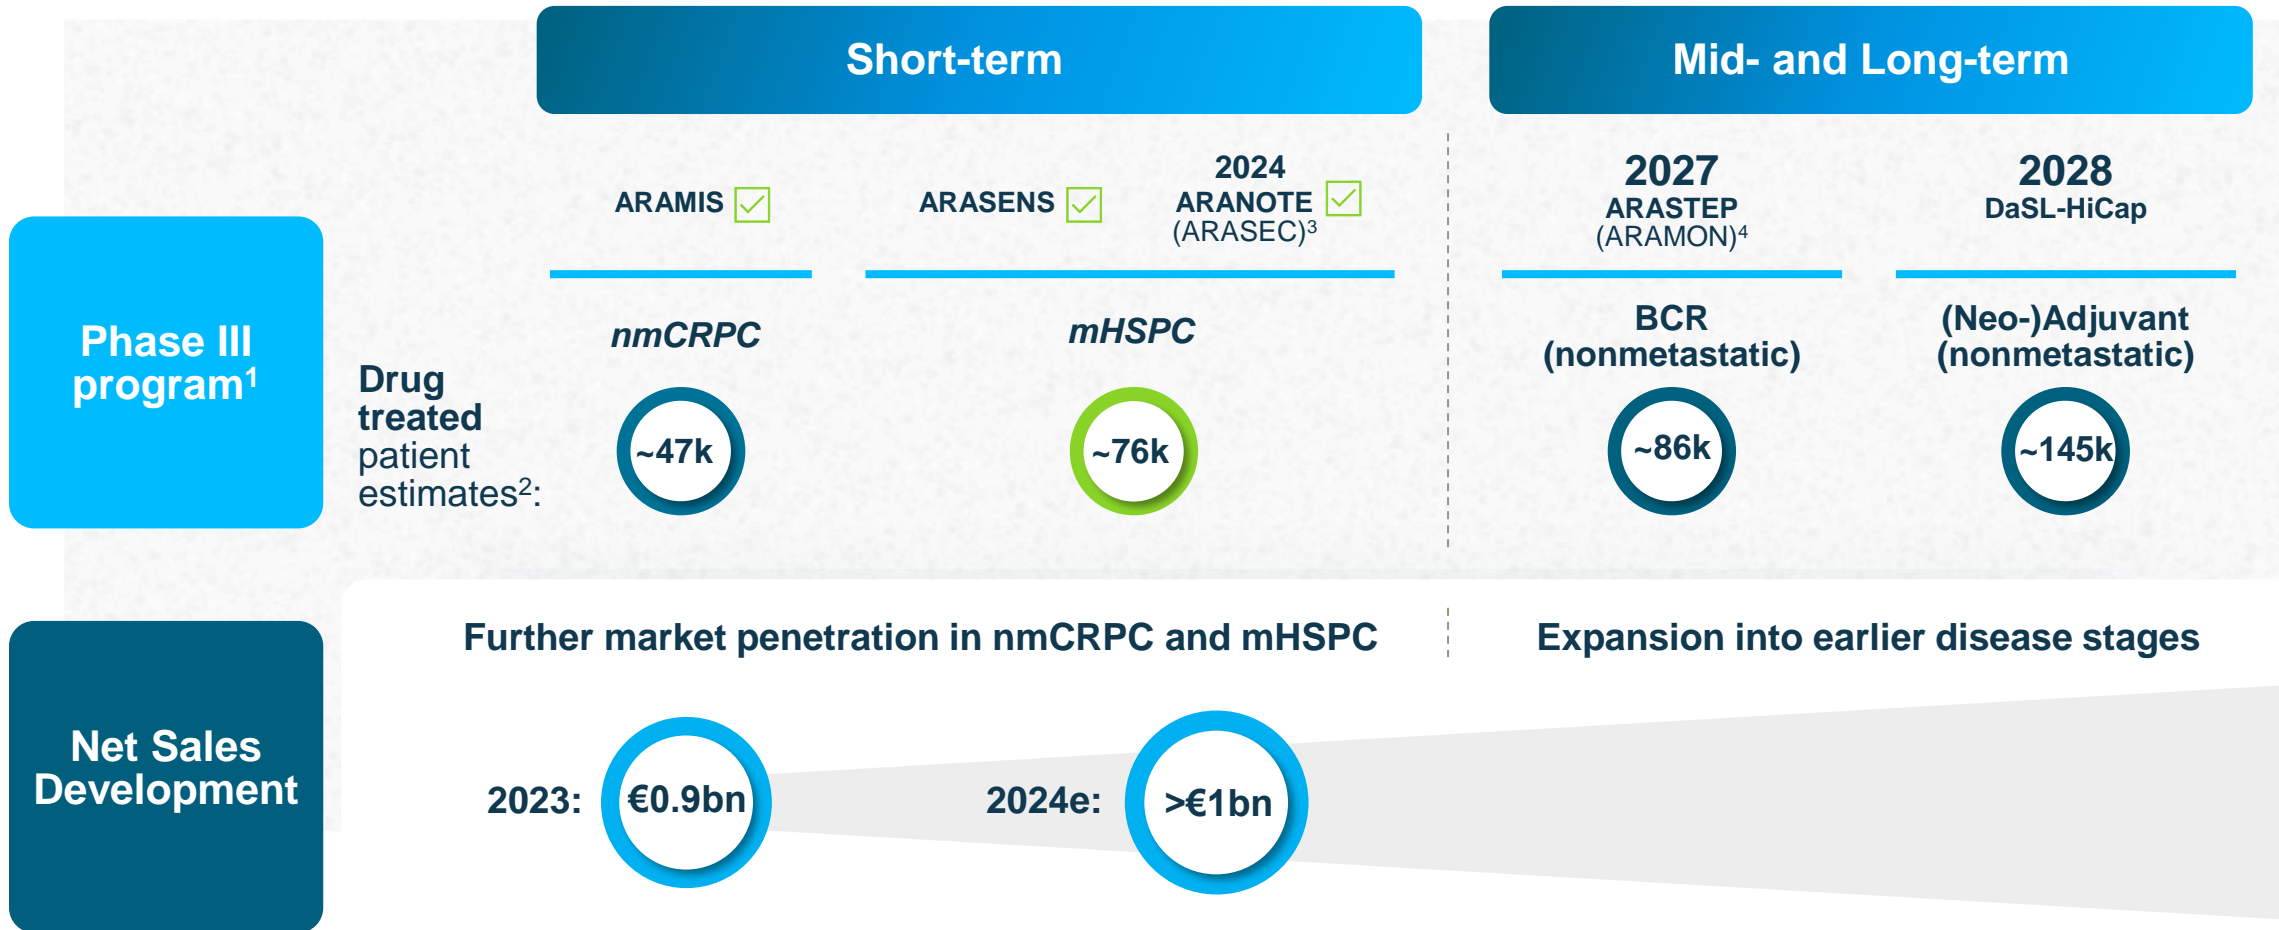 Short-term
Mid- and Long-term
Phase III
program¹
ARAMIS
ARASENS
2024
ARANOTE
(ARASEC)³
2027
ARASTEP
(ARAMON)⁴
2028
DaSL-HiCap
nmCRPC
mHSPC
BCR
(nonmetastatic)
(Neo-)Adjuvant
(nonmetastatic)
Drug
treated
patient
estimates²:
~47k
~76k
~86k
~145k
Net Sales
Development
Further market penetration in nmCRPC and mHSPC
Expansion into earlier disease stages
2023:
€0.9bn
2024e:
>€1bn